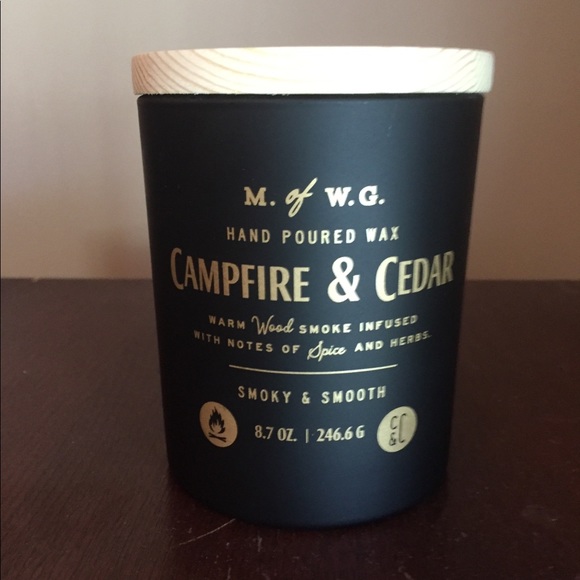 M. of W.G.
HAND POURED WAX
CAMPFIRE & CEDAR
WARM Wood SMOKE INFUSED
WITH NOTES OF Spice AND HERBS.
SMOKY & SMOOTH
8.7 OZ. | 246.6 G
C&C